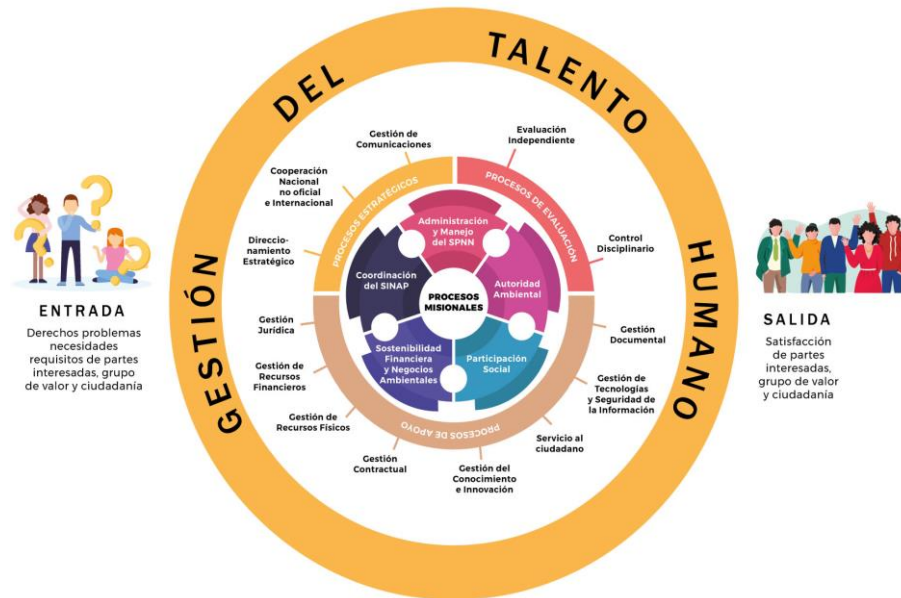 GESTIÓN DEL TALENTO HUMANO
ENTRADA
Derechos problemas
necesidades
requisitos de partes
interesadas, grupo
de valor y ciudadanía
PROCESOS ESTRATÉGICOS
Gestión de
Comunicaciones
Cooperación
Nacional
no oficial
e Internacional
Direccio-
namiento
Estratégico
PROCESOS DE EVALUACIÓN
Evaluación
Independiente
Control
Disciplinario
PROCESOS
MISIONALES
Administración
y Manejo
del SPNN
Autoridad
Ambiental
Participación
Social
Sostenibilidad
Financiera
y Negocios
Ambientales
Coordinación
del SINAP
PROCESOS DE APOYO
Gestión
Jurídica
Gestión de
Recursos
Financieros
Gestión de
Recursos Físicos
Gestión
Contractual
Gestión del
Conocimiento
e Innovación
Servicio al
ciudadano
Gestión de
Tecnologías
y Seguridad de
la Información
Gestión
Documental
SALIDA
Satisfacción
de partes
interesadas,
grupo de valor
y ciudadanía